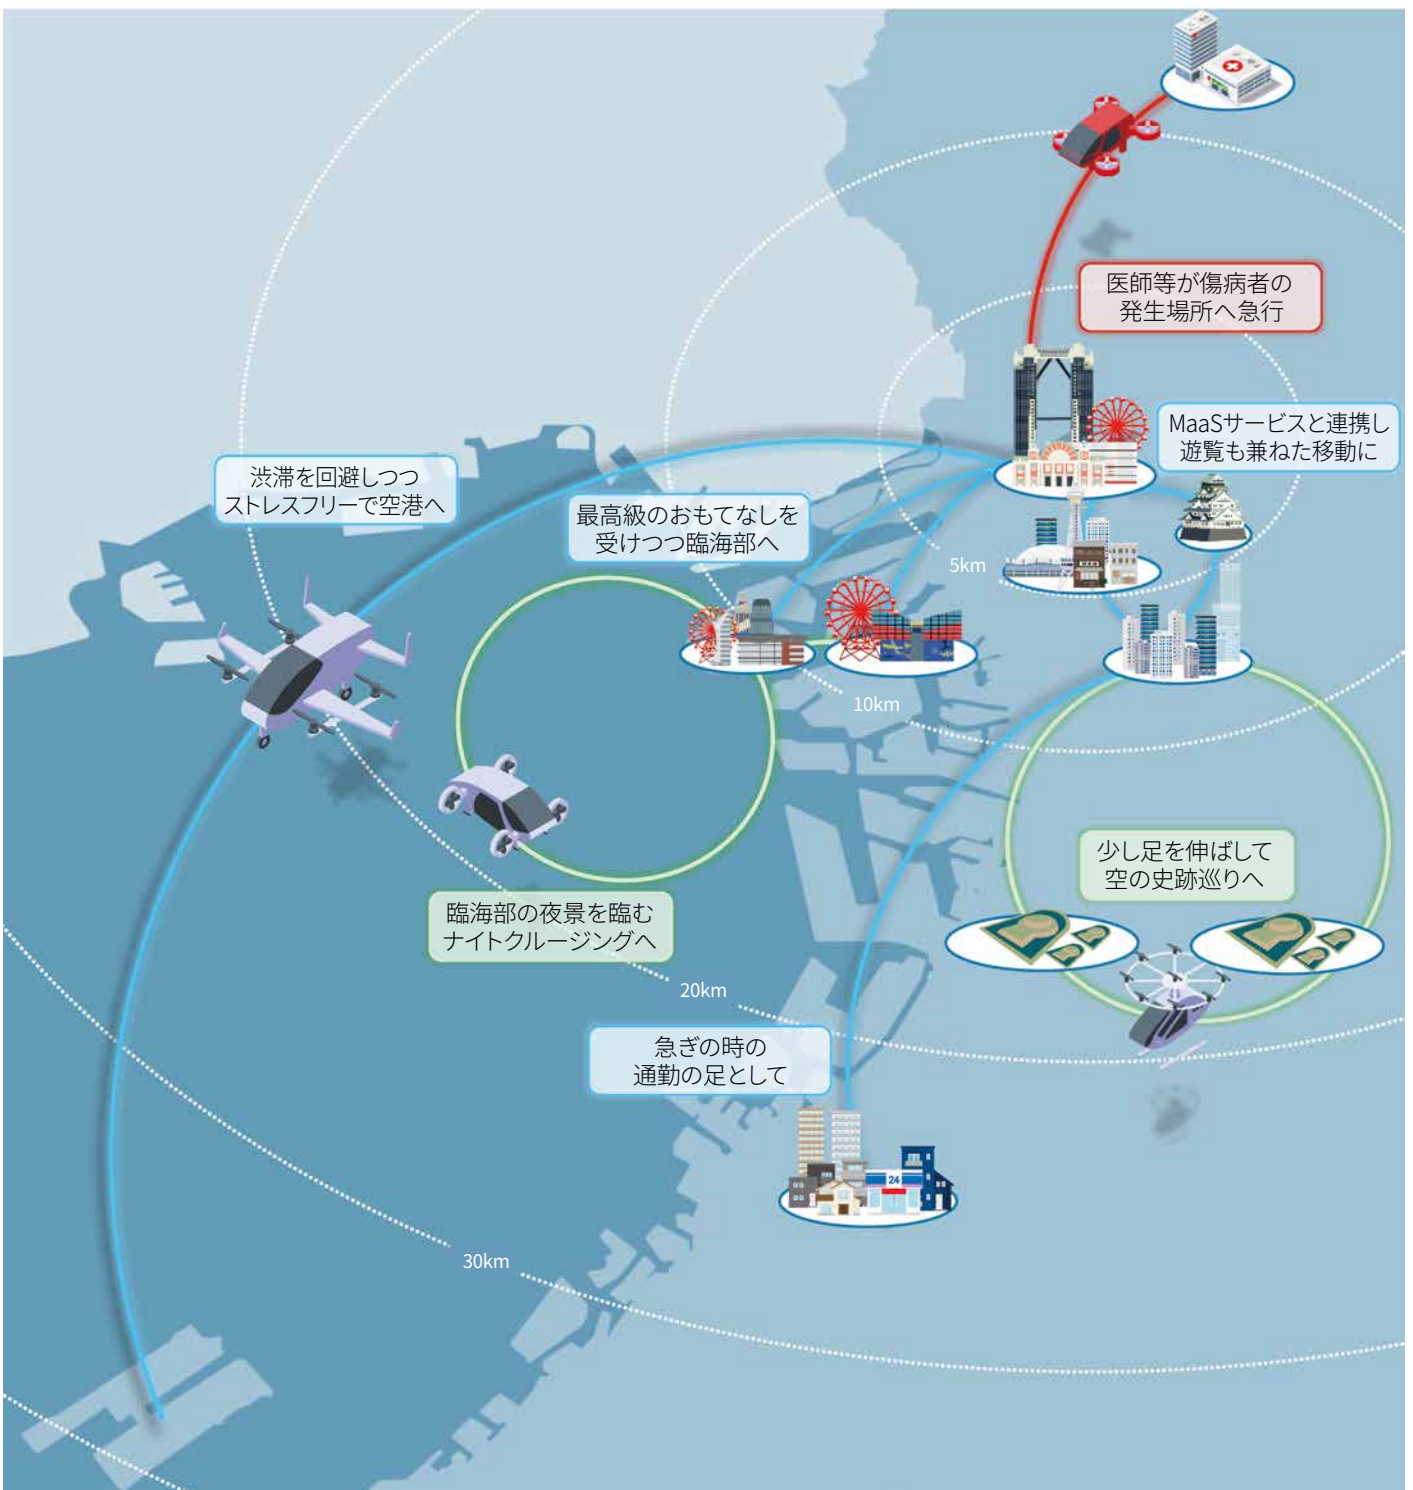 医師等が傷病者の
発生場所へ急行
MaaSサービスと連携し
遊覧も兼ねた移動に
渋滞を回避しつつ
ストレスフリーで空港へ
最高級のおもてなしを
受けつつ臨海部へ
5km
10km
少し足を伸ばして
空の史跡巡りへ
臨海部の夜景を臨む
ナイトクルージングへ
20km
急ぎの時の
通勤の足として
24
30km